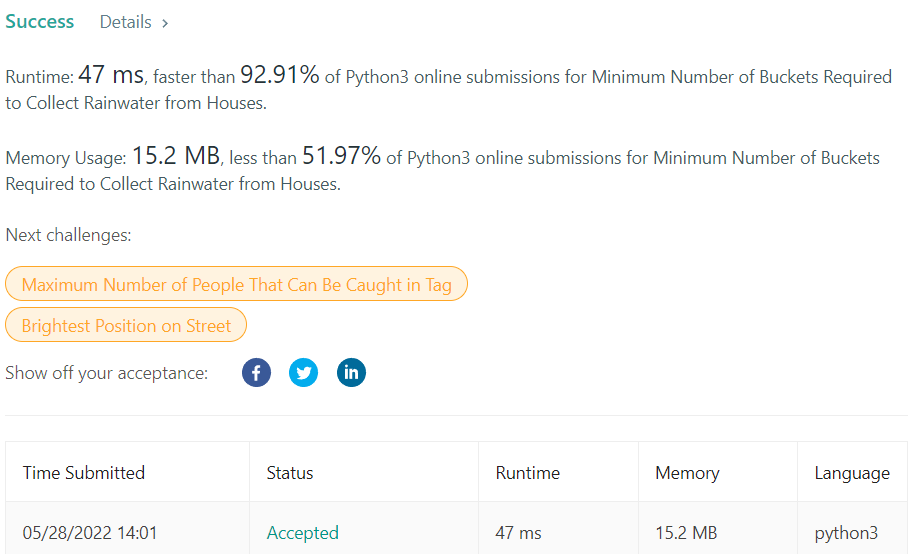 Success Details >
Runtime: 47 ms, faster than 92.91% of Python3 online submissions for Minimum Number of Buckets Required
to Collect Rainwater from Houses.
Memory Usage: 15.2 MB, less than 51.97% of Python3 online submissions for Minimum Number of Buckets
Required to Collect Rainwater from Houses.
Next challenges:
Maximum Number of People That Can Be Caught in Tag
Brightest Position on Street
Show off your acceptance: f in
Time Submitted Status Runtime Memory Language
05/28/2022 14:01 Accepted 47 ms 15.2 MB python3